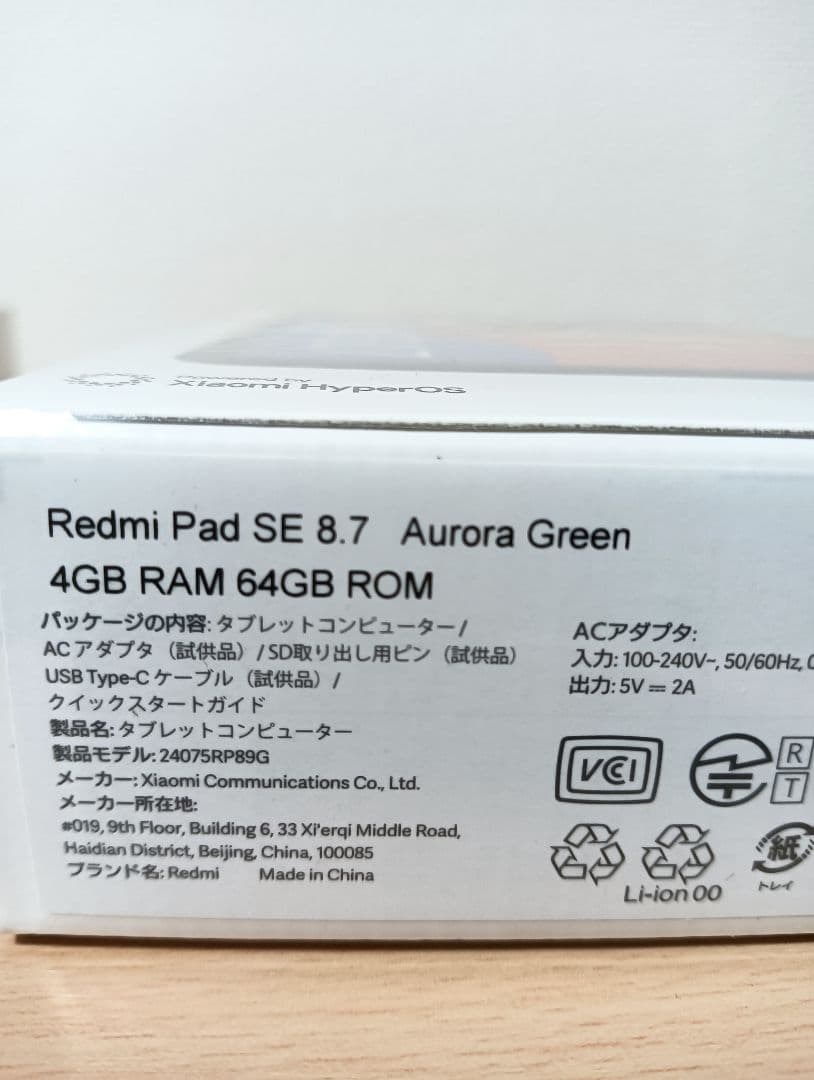 powered by
Xiaomi HyperOS
Redmi Pad SE 8.7 Aurora Green
4GB RAM 64GB ROM
パッケージの内容: タブレットコンピューター/
ACアダプタ（試供品）/SD取り出し用ピン（試供品）
USB Type-C ケーブル（試供品）/
クイックスタートガイド
製品名: タブレットコンピューター
製品モデル: 24075RP89G
メーカー: Xiaomi Communications Co., Ltd.
メーカー所在地:
#019, 9th Floor, Building 6, 33 Xi'erqi Middle Road,
Haidian District, Beijing, China, 100085
ブランド名: Redmi Made in China
ACアダプタ:
入力: 100-240V~, 50/60Hz,
出力: 5V⎓2A
VCCI
R
T
紙
Li-ion 00
トレイ